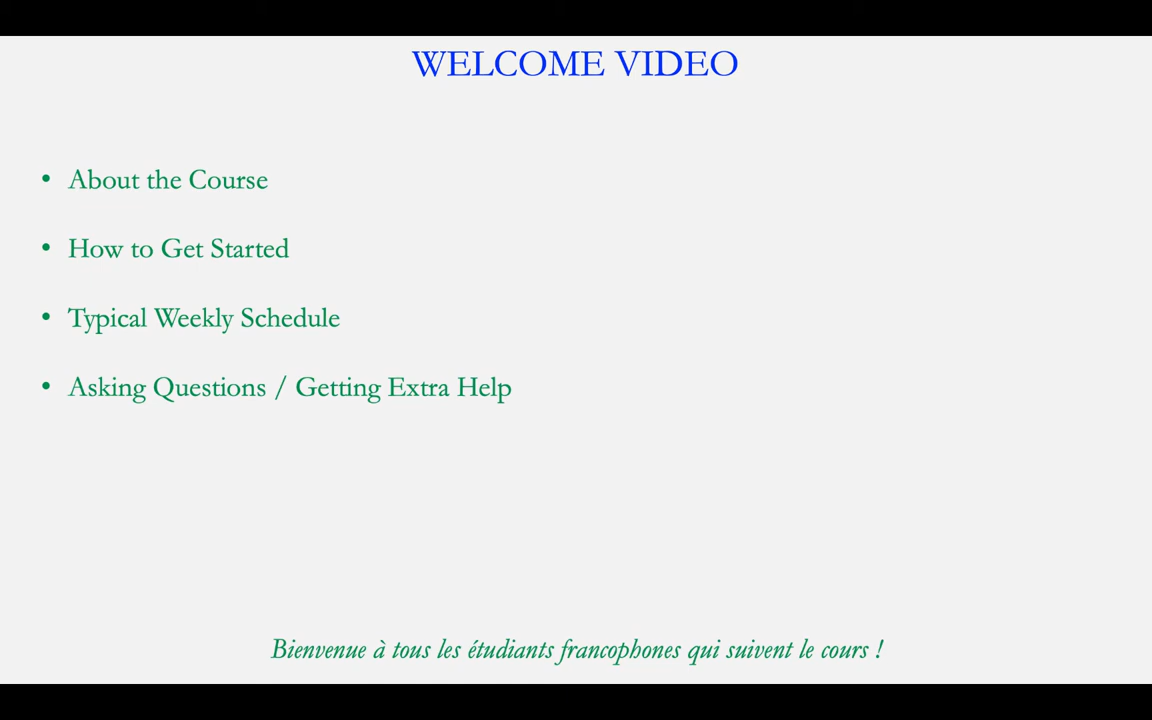 WELCOME VIDEO
• About the Course
• How to Get Started
• Typical Weekly Schedule
• Asking Questions / Getting Extra Help
Bienvenue à tous les étudiants francophones qui suivent le cours !